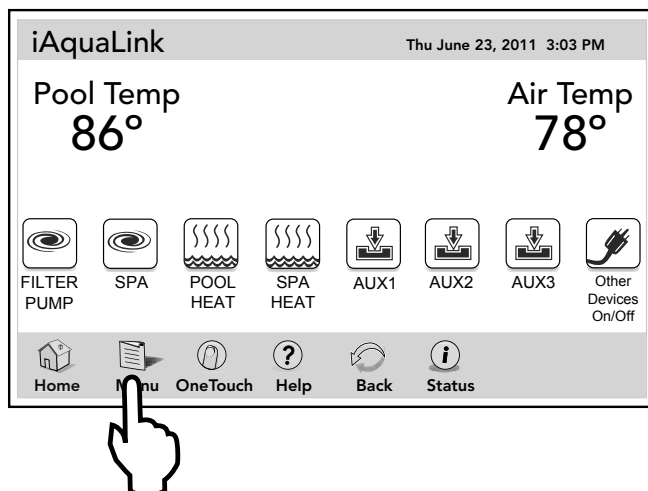 iAquaLink
Thu June 23, 2011 3:03 PM
Pool Temp
86°
Air Temp
78°
FILTER
PUMP
SPA
POOL
HEAT
SPA
HEAT
AUX1
AUX2
AUX3
Other
Devices
On/Off
Home
Menu
OneTouch
?
Help
Back
i
Status